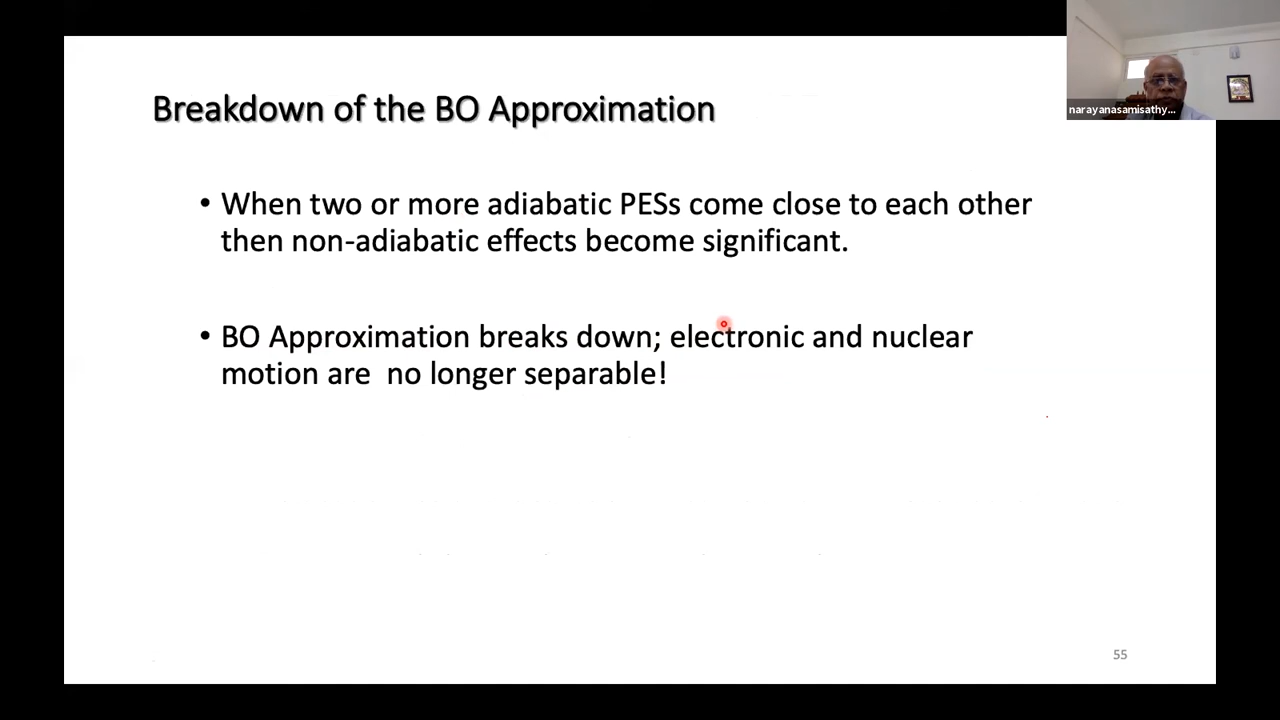 Breakdown of the BO Approximation
narayanasamisathy...
• When two or more adiabatic PESs come close to each other
then non-adiabatic effects become significant.
• BO Approximation breaks down; electronic and nuclear
motion are  no longer separable!
55